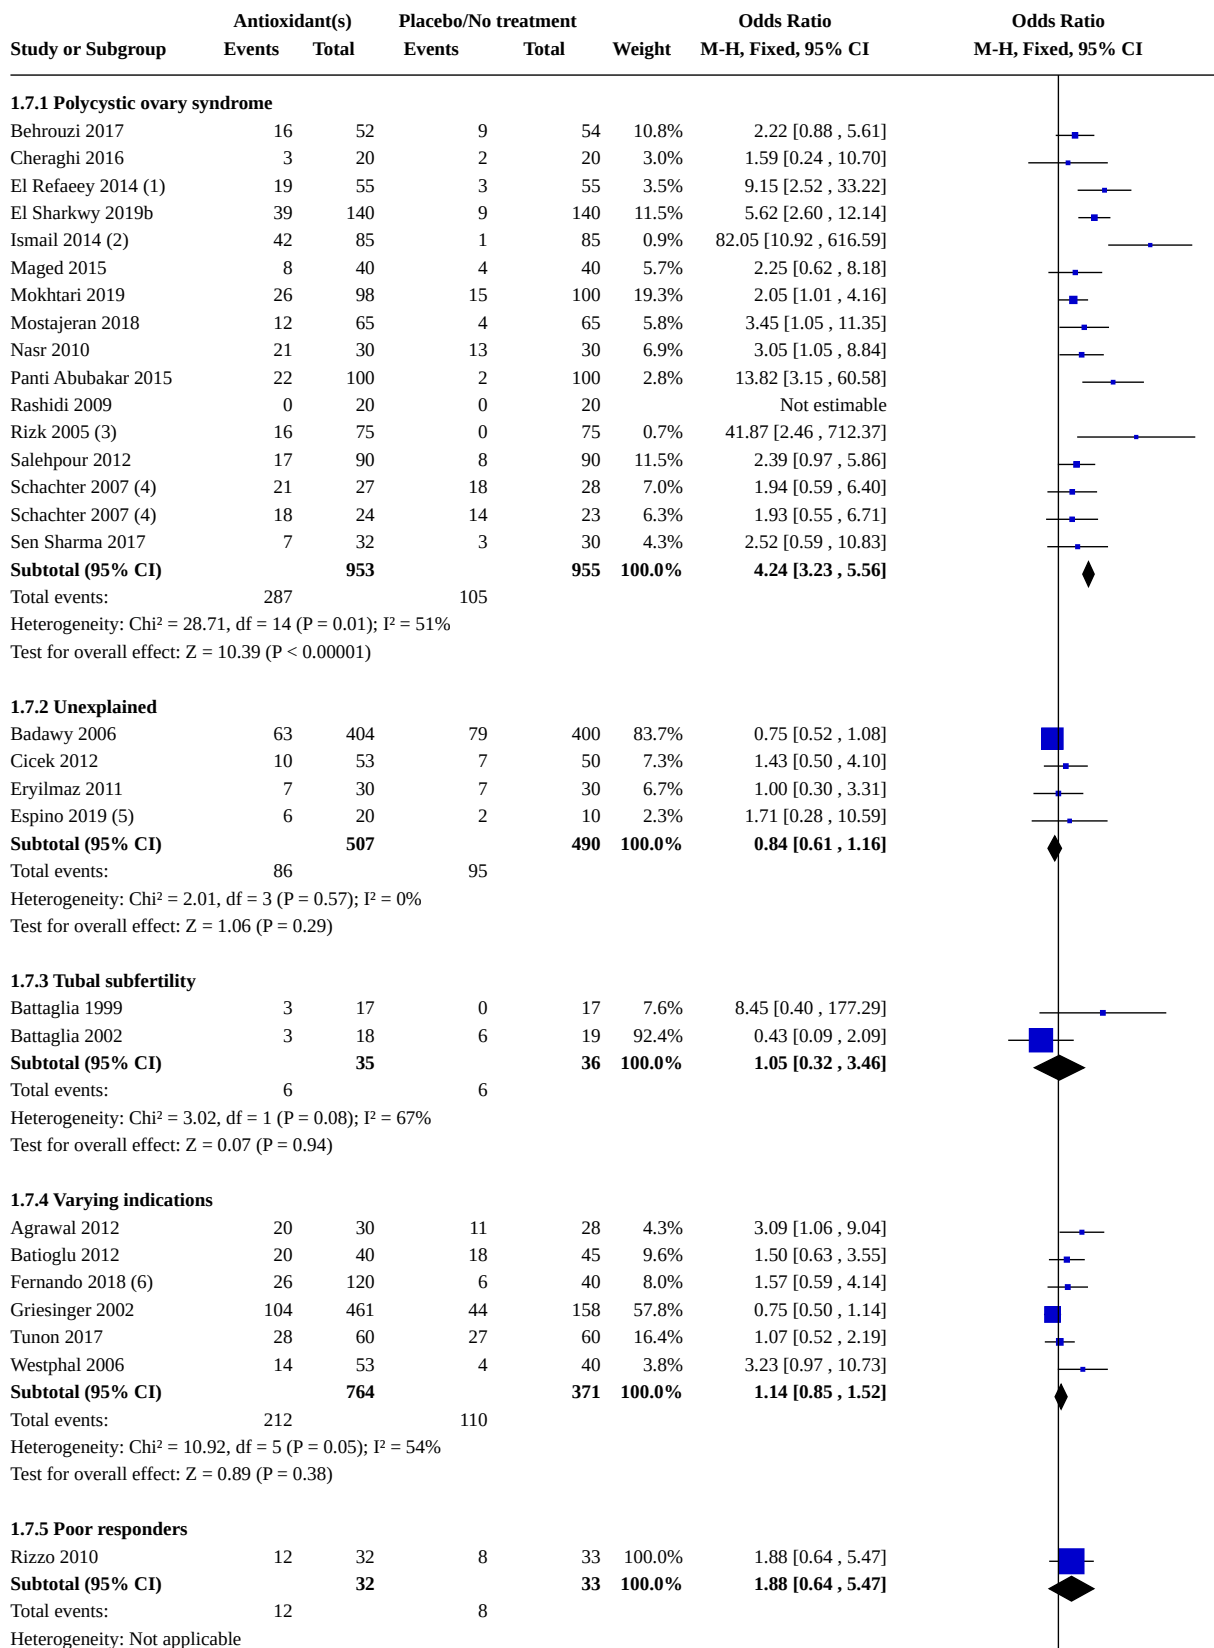 Antioxidant(s) Placebo/No treatment Odds Ratio Odds Ratio
Study or Subgroup Events Total Events Total Weight M-H, Fixed, 95% CI M-H, Fixed, 95% CI
1.7.1 Polycystic ovary syndrome
Behrouzi 2017 16 52 9 54 10.8% 2.22 [0.88 , 5.61]
Cheraghi 2016 3 20 2 20 3.0% 1.59 [0.24 , 10.70]
El Refaeey 2014 (1) 19 55 3 55 3.5% 9.15 [2.52 , 33.22]
El Sharkwy 2019b 39 140 9 140 11.5% 5.62 [2.60 , 12.14]
Ismail 2014 (2) 42 85 1 85 0.9% 82.05 [10.92 , 616.59]
Maged 2015 8 40 4 40 5.7% 2.25 [0.62 , 8.18]
Mokhtari 2019 26 98 15 100 19.3% 2.05 [1.01 , 4.16]
Mostajeran 2018 12 65 4 65 5.8% 3.45 [1.05 , 11.35]
Nasr 2010 21 30 13 30 6.9% 3.05 [1.05 , 8.84]
Panti Abubakar 2015 22 100 2 100 2.8% 13.82 [3.15 , 60.58]
Rashidi 2009 0 20 0 20 Not estimable
Rizk 2005 (3) 16 75 0 75 0.7% 41.87 [2.46 , 712.37]
Salehpour 2012 17 90 8 90 11.5% 2.39 [0.97 , 5.86]
Schachter 2007 (4) 21 27 18 28 7.0% 1.94 [0.59 , 6.40]
Schachter 2007 (4) 18 24 14 23 6.3% 1.93 [0.55 , 6.71]
Sen Sharma 2017 7 32 3 30 4.3% 2.52 [0.59 , 10.83]
Subtotal (95% CI) 953 955 100.0% 4.24 [3.23 , 5.56]
Total events: 287 105
Heterogeneity: Chi² = 28.71, df = 14 (P = 0.01); I² = 51%
Test for overall effect: Z = 10.39 (P < 0.00001)
1.7.2 Unexplained
Badawy 2006 63 404 79 400 83.7% 0.75 [0.52 , 1.08]
Cicek 2012 10 53 7 50 7.3% 1.43 [0.50 , 4.10]
Eryilmaz 2011 7 30 7 30 6.7% 1.00 [0.30 , 3.31]
Espino 2019 (5) 6 20 2 10 2.3% 1.71 [0.28 , 10.59]
Subtotal (95% CI) 507 490 100.0% 0.84 [0.61 , 1.16]
Total events: 86 95
Heterogeneity: Chi² = 2.01, df = 3 (P = 0.57); I² = 0%
Test for overall effect: Z = 1.06 (P = 0.29)
1.7.3 Tubal subfertility
Battaglia 1999 3 17 0 17 7.6% 8.45 [0.40 , 177.29]
Battaglia 2002 3 18 6 19 92.4% 0.43 [0.09 , 2.09]
Subtotal (95% CI) 35 36 100.0% 1.05 [0.32 , 3.46]
Total events: 6 6
Heterogeneity: Chi² = 3.02, df = 1 (P = 0.08); I² = 67%
Test for overall effect: Z = 0.07 (P = 0.94)
1.7.4 Varying indications
Agrawal 2012 20 30 11 28 4.3% 3.09 [1.06 , 9.04]
Batioglu 2012 20 40 18 45 9.6% 1.50 [0.63 , 3.55]
Fernando 2018 (6) 26 120 6 40 8.0% 1.57 [0.59 , 4.14]
Griesinger 2002 104 461 44 158 57.8% 0.75 [0.50 , 1.14]
Tunon 2017 28 60 27 60 16.4% 1.07 [0.52 , 2.19]
Westphal 2006 14 53 4 40 3.8% 3.23 [0.97 , 10.73]
Subtotal (95% CI) 764 371 100.0% 1.14 [0.85 , 1.52]
Total events: 212 110
Heterogeneity: Chi² = 10.92, df = 5 (P = 0.05); I² = 54%
Test for overall effect: Z = 0.89 (P = 0.38)
1.7.5 Poor responders
Rizzo 2010 12 32 8 33 100.0% 1.88 [0.64 , 5.47]
Subtotal (95% CI) 32 33 100.0% 1.88 [0.64 , 5.47]
Total events: 12 8
Heterogeneity: Not applicable